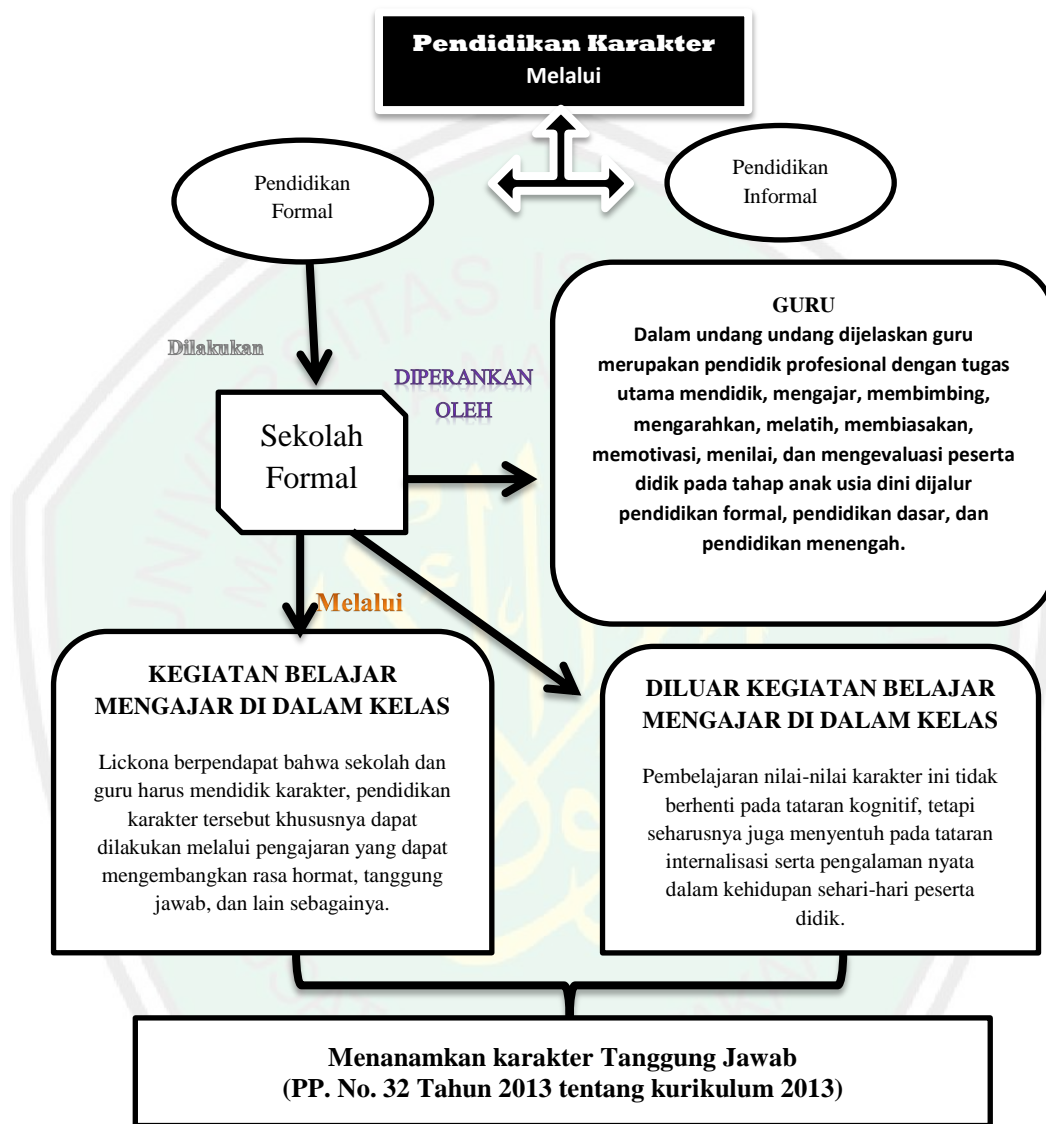 Pendidikan Karakter
Melalui
Pendidikan
Formal
Pendidikan
Informal
GURU
Dalam undang undang dijelaskan guru
merupakan pendidik profesional dengan tugas
utama mendidik, mengajar, membimbing,
mengarahkan, melatih, membiasakan,
memotivasi, menilai, dan mengevaluasi peserta
didik pada tahap anak usia dini dijalur
pendidikan formal, pendidikan dasar, dan
pendidikan menengah.
Dilakukan
DIPERANKAN
OLEH
Sekolah
Formal
Melalui
KEGIATAN BELAJAR
MENGAJAR DI DALAM KELAS
Lickona berpendapat bahwa sekolah dan
guru harus mendidik karakter, pendidikan
karakter tersebut khususnya dapat
dilakukan melalui pengajaran yang dapat
mengembangkan rasa hormat, tanggung
jawab, dan lain sebagainya.
DILUAR KEGIATAN BELAJAR
MENGAJAR DI DALAM KELAS
Pembelajaran nilai-nilai karakter ini tidak
berhenti pada tataran kognitif, tetapi
seharusnya juga menyentuh pada tataran
internalisasi serta pengalaman nyata
dalam kehidupan sehari-hari peserta
didik.
Menanamkan karakter Tanggung Jawab
(PP. No. 32 Tahun 2013 tentang kurikulum 2013)